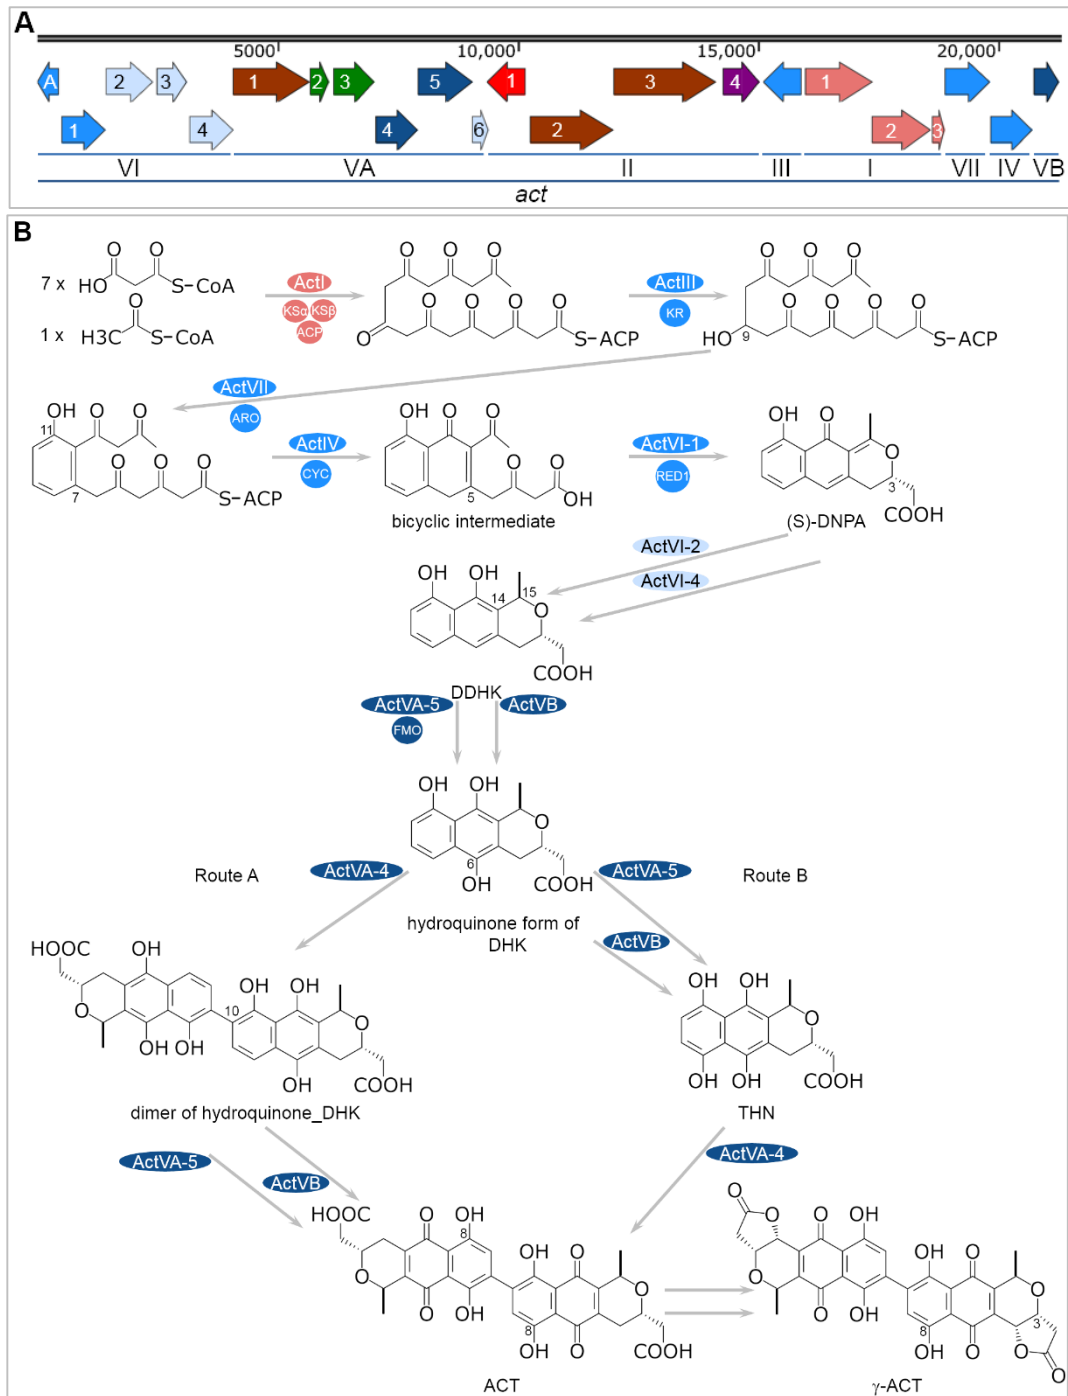 A
5000 10,000 15,000 20,000
A 2 3 1 2 3 5 1 3 4 1
1 4 4 6 2 2 3
VI VA II III I VII IV VB
act
B
7 x HO O O S-CoA
1 x H3C O S-CoA
ActI
KSα KSβ
ACP
O O O
O O O O O
S-ACP
ActIII
KR
O O O
HO 9 O O O O
S-ACP
ActVII
ARO
OH O O
11
7 O O O
S-ACP
ActIV
CYC
OH O O
5 O O
OH
bicyclic intermediate
ActVI-1
RED1
OH O
O
3
COOH
(S)-DNPA
ActVI-2
ActVI-4
OH OH
14 15
O
COOH
DDHK
ActVA-5 ActVB
FMO
OH OH
O
6
OH COOH
hydroquinone form of
DHK
Route A ActVA-4 ActVA-5 Route B
ActVB
HOOC OH
O
OH OH
10
OH OH
O
OH COOH
dimer of hydroquinone_DHK
OH OH
O
OH OH COOH
THN
ActVA-5
ActVB
ActVA-4
HOOC
O OH
8
O
O OH
OH O
O
8
OH O
COOH
ACT
O
O O OH
O
O OH
OH O
O
8 3
OH O O O
γ-ACT